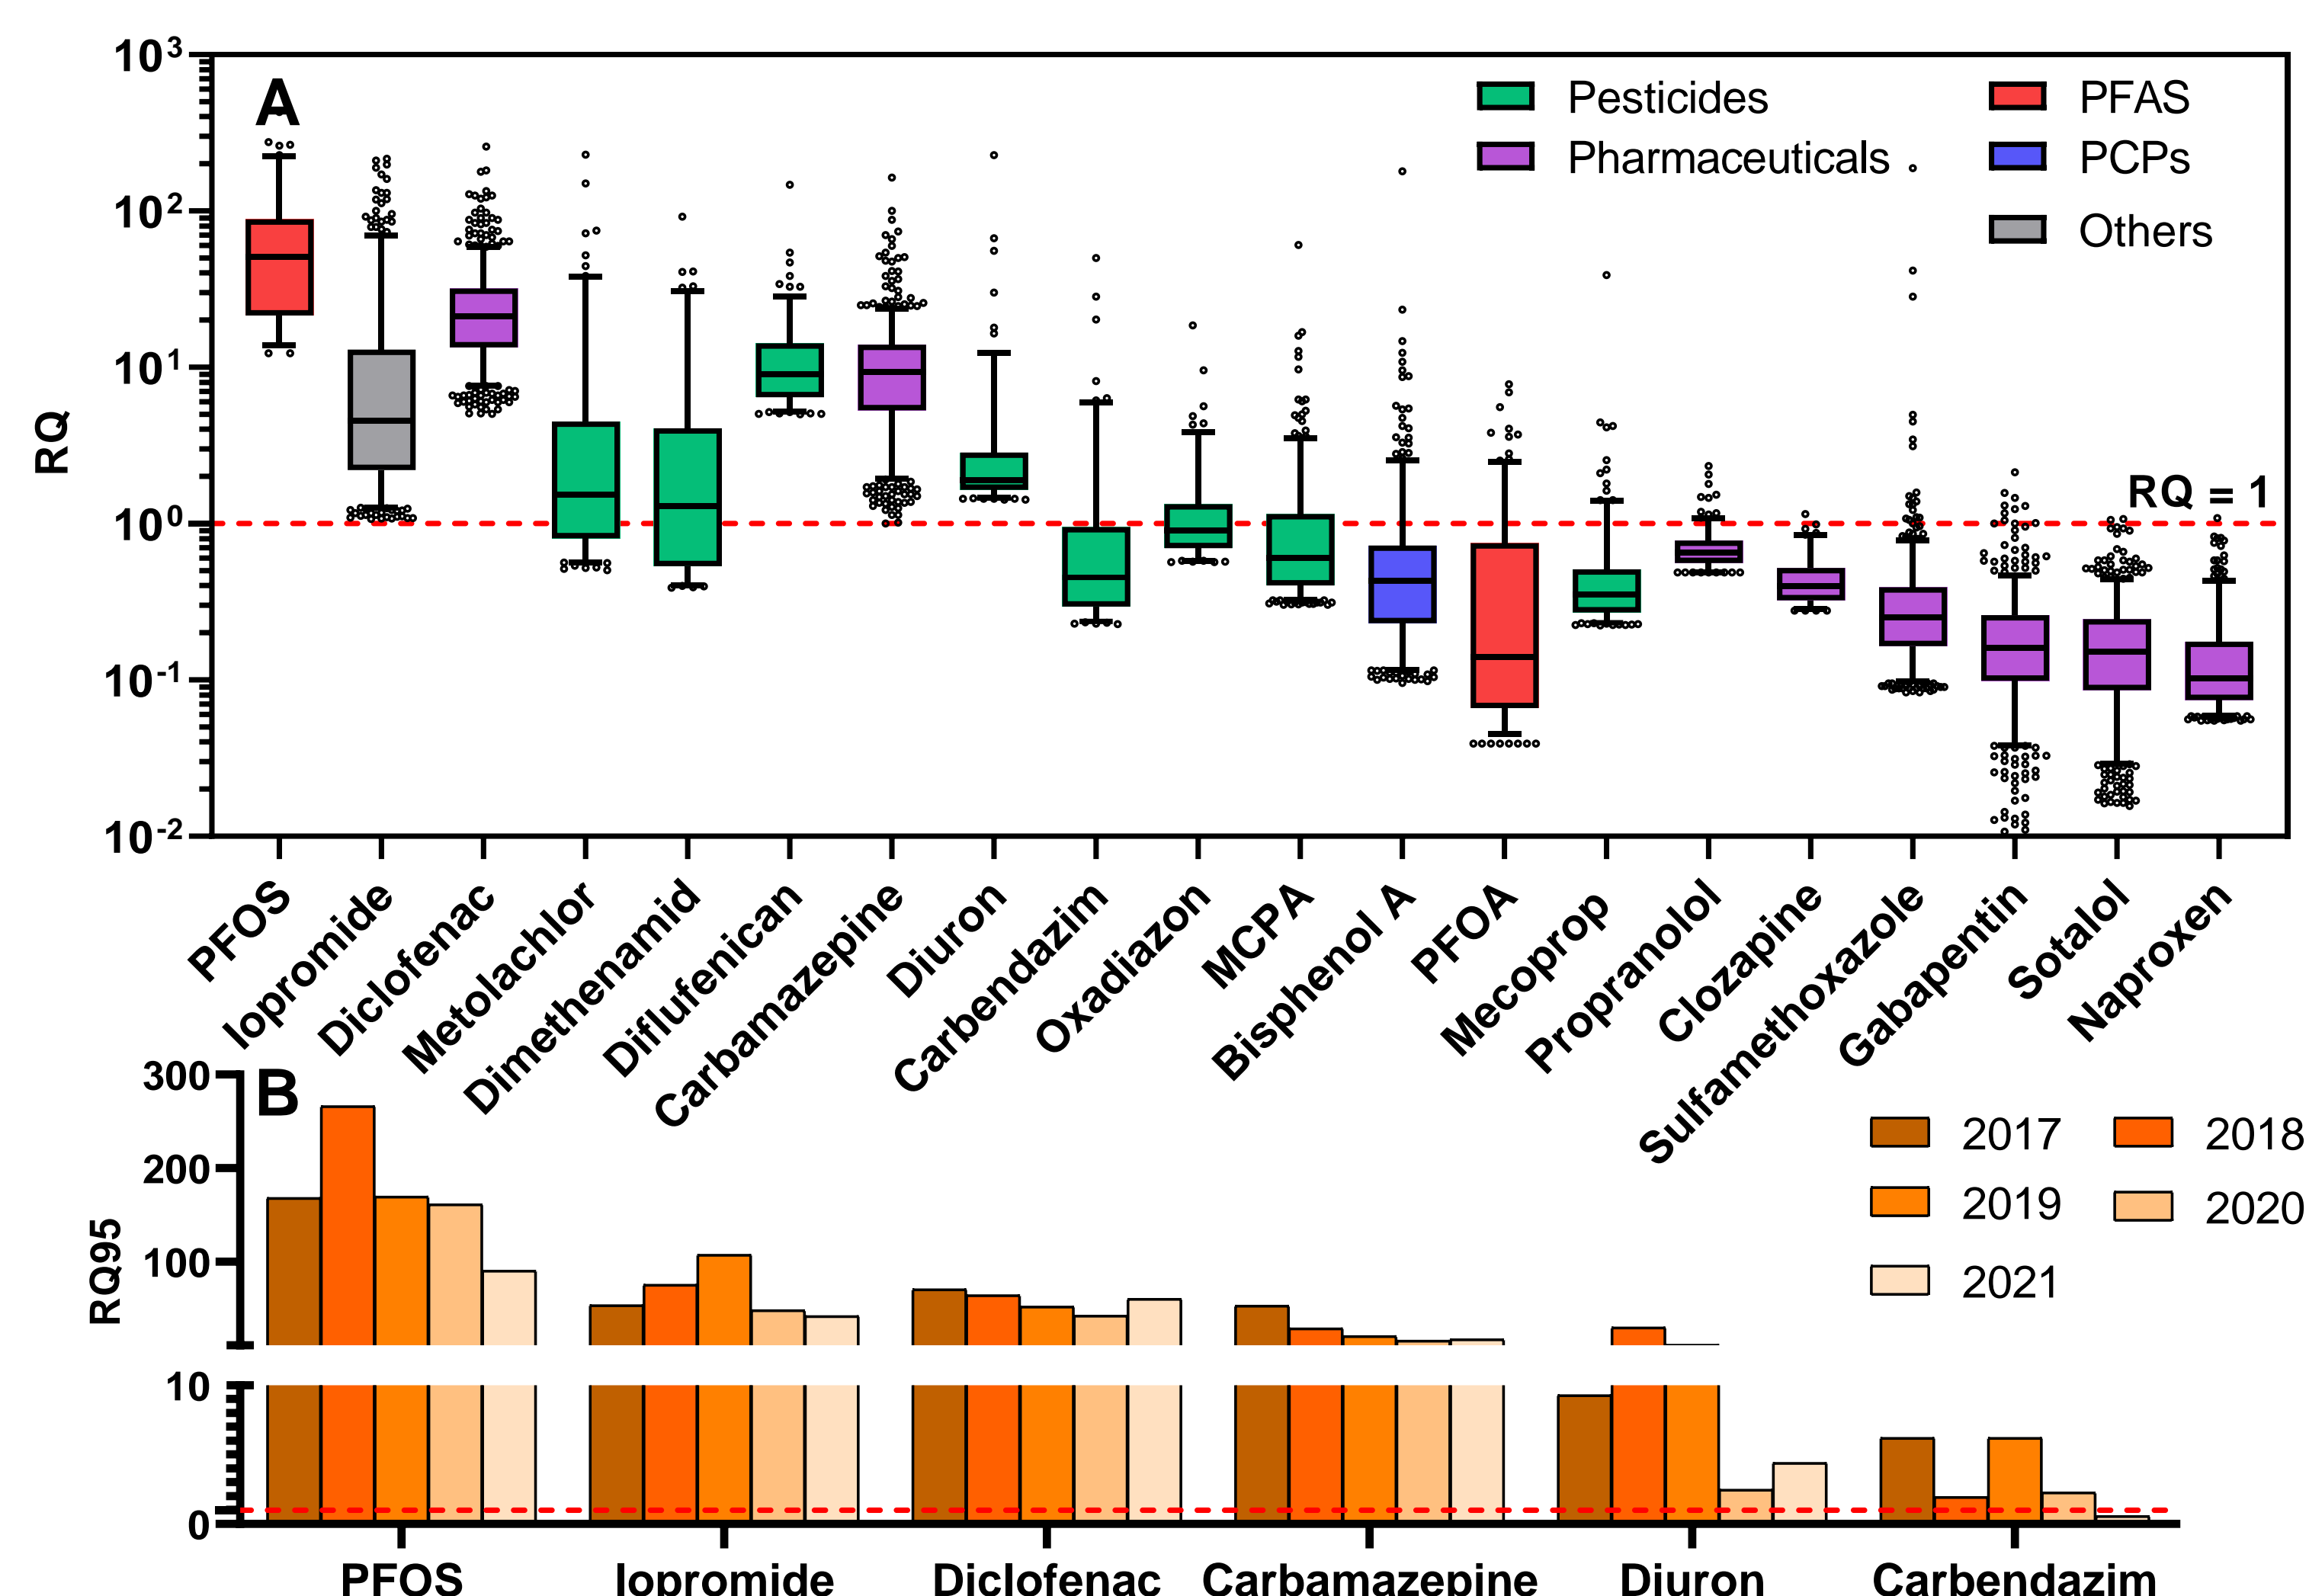 A
Pesticides
PFAS
Pharmaceuticals
PCPs
Others
RQ
10³
10²
10¹
10⁰
10⁻¹
10⁻²
RQ = 1
PFOS
Iopromide
Diclofenac
Metolachlor
Dimethenamid
Diflufenican
Carbamazepine
Diuron
Carbendazim
Oxadiazon
MCPA
Bisphenol A
PFOA
Mecoprop
Propranolol
Clozapine
Sulfamethoxazole
Gabapentin
Sotalol
Naproxen
B
2017
2018
2019
2020
2021
RQ95
300
200
100
10
0
PFOS
Iopromide
Diclofenac
Carbamazepine
Diuron
Carbendazim